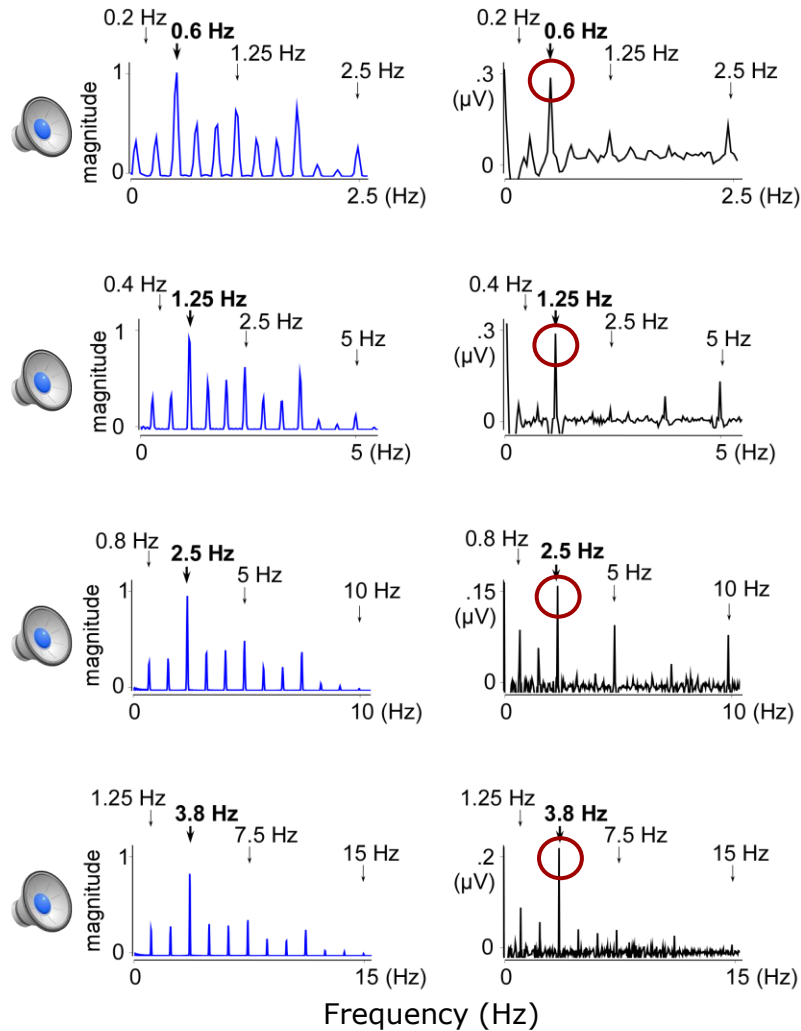 0.2 Hz
0.6 Hz
1.25 Hz
2.5 Hz
magnitude
1
0
0
2.5 (Hz)
0.2 Hz
0.6 Hz
1.25 Hz
2.5 Hz
.3
(µV)
0
0
2.5 (Hz)
0.4 Hz
1.25 Hz
2.5 Hz
5 Hz
magnitude
1
0
0
5 (Hz)
0.4 Hz
1.25 Hz
2.5 Hz
5 Hz
.3
(µV)
0
0
5 (Hz)
0.8 Hz
2.5 Hz
5 Hz
10 Hz
magnitude
1
0
0
10 (Hz)
0.8 Hz
2.5 Hz
5 Hz
10 Hz
.15
(µV)
0
0
10 (Hz)
1.25 Hz
3.8 Hz
7.5 Hz
15 Hz
magnitude
1
0
0
15 (Hz)
1.25 Hz
3.8 Hz
7.5 Hz
15 Hz
0.2
(µV)
0
0
15 (Hz)
Frequency (Hz)